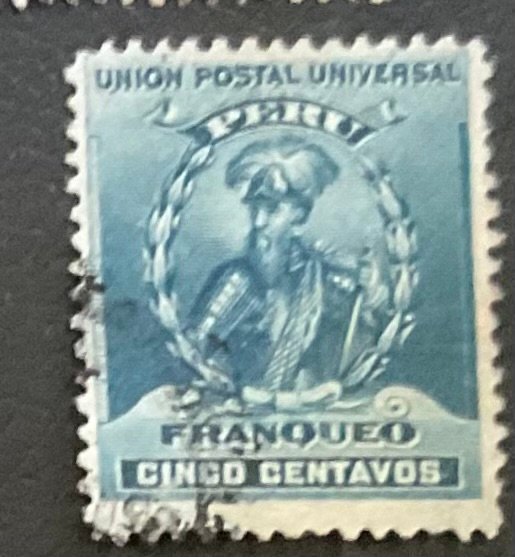 UNION POSTAL UNIVERSAL
PERU
FRANQUEO
CINCO CENTAVOS